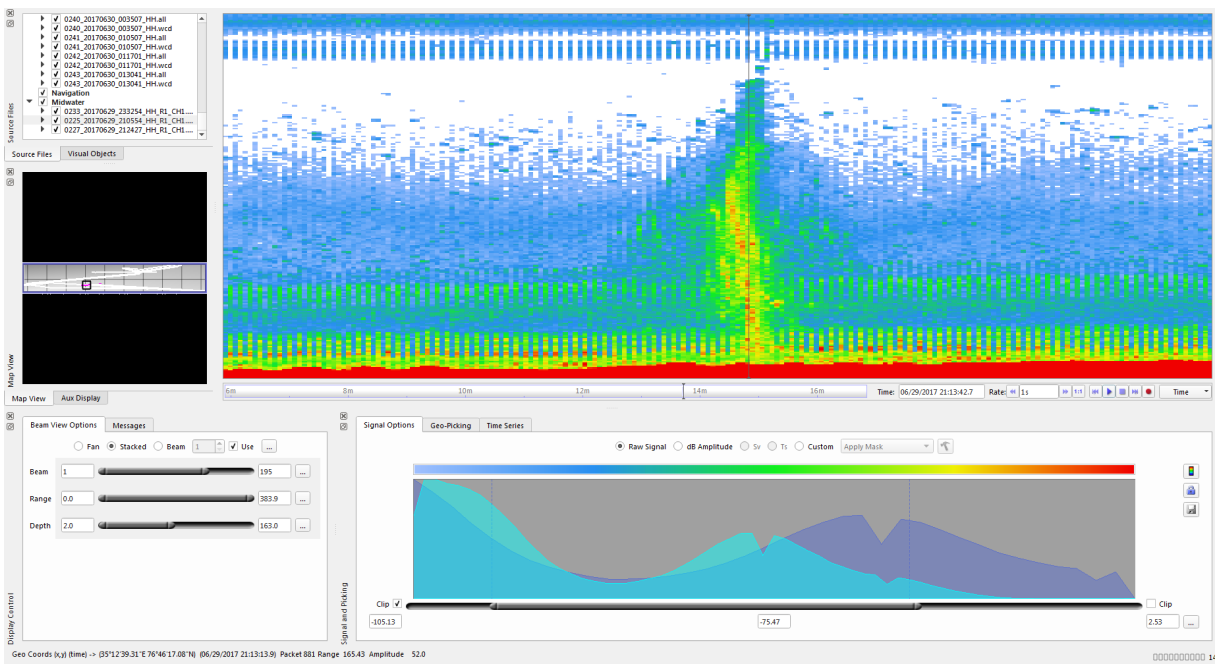 0240_20170630_003507_HH.all
0240_20170630_003507_HH.wcd
0241_20170630_010507_HH.all
0241_20170630_010507_HH.wcd
0242_20170630_011701_HH.all
0242_20170630_011701_HH.wcd
0243_20170630_013041_HH.all
0243_20170630_013041_HH.wcd
Navigation
Midwater
0233_20170629_233254_HH_R1_CH1....
0225_20170629_210554_HH_R1_CH1....
0227_20170629_212427_HH_R1_CH1....
Source Files
Source Files Visual Objects
Map View
Map View Aux Display
6m 8m 10m 12m 14m 16m Time: 06/29/2017 21:13:42.7 Rate: 1s 1:1 Time
Beam View Options Messages
Fan Stacked Beam 1 Use ...
Beam 1 195 ...
Range 0.0 383.9 ...
Depth 2.0 163.0 ...
Display Control
Signal Options Geo-Picking Time Series
Raw Signal dB Amplitude Sv Ts Custom Apply Mask
Clip Clip
-105.13 -75.47 2.53 ...
Signal and Picking
Geo Coords (x,y) (time) -> (35°12'39.31"E 76°46'17.08"N) (06/29/2017 21:13:13.9) Packet 881 Range 165.43 Amplitude 52.0
14